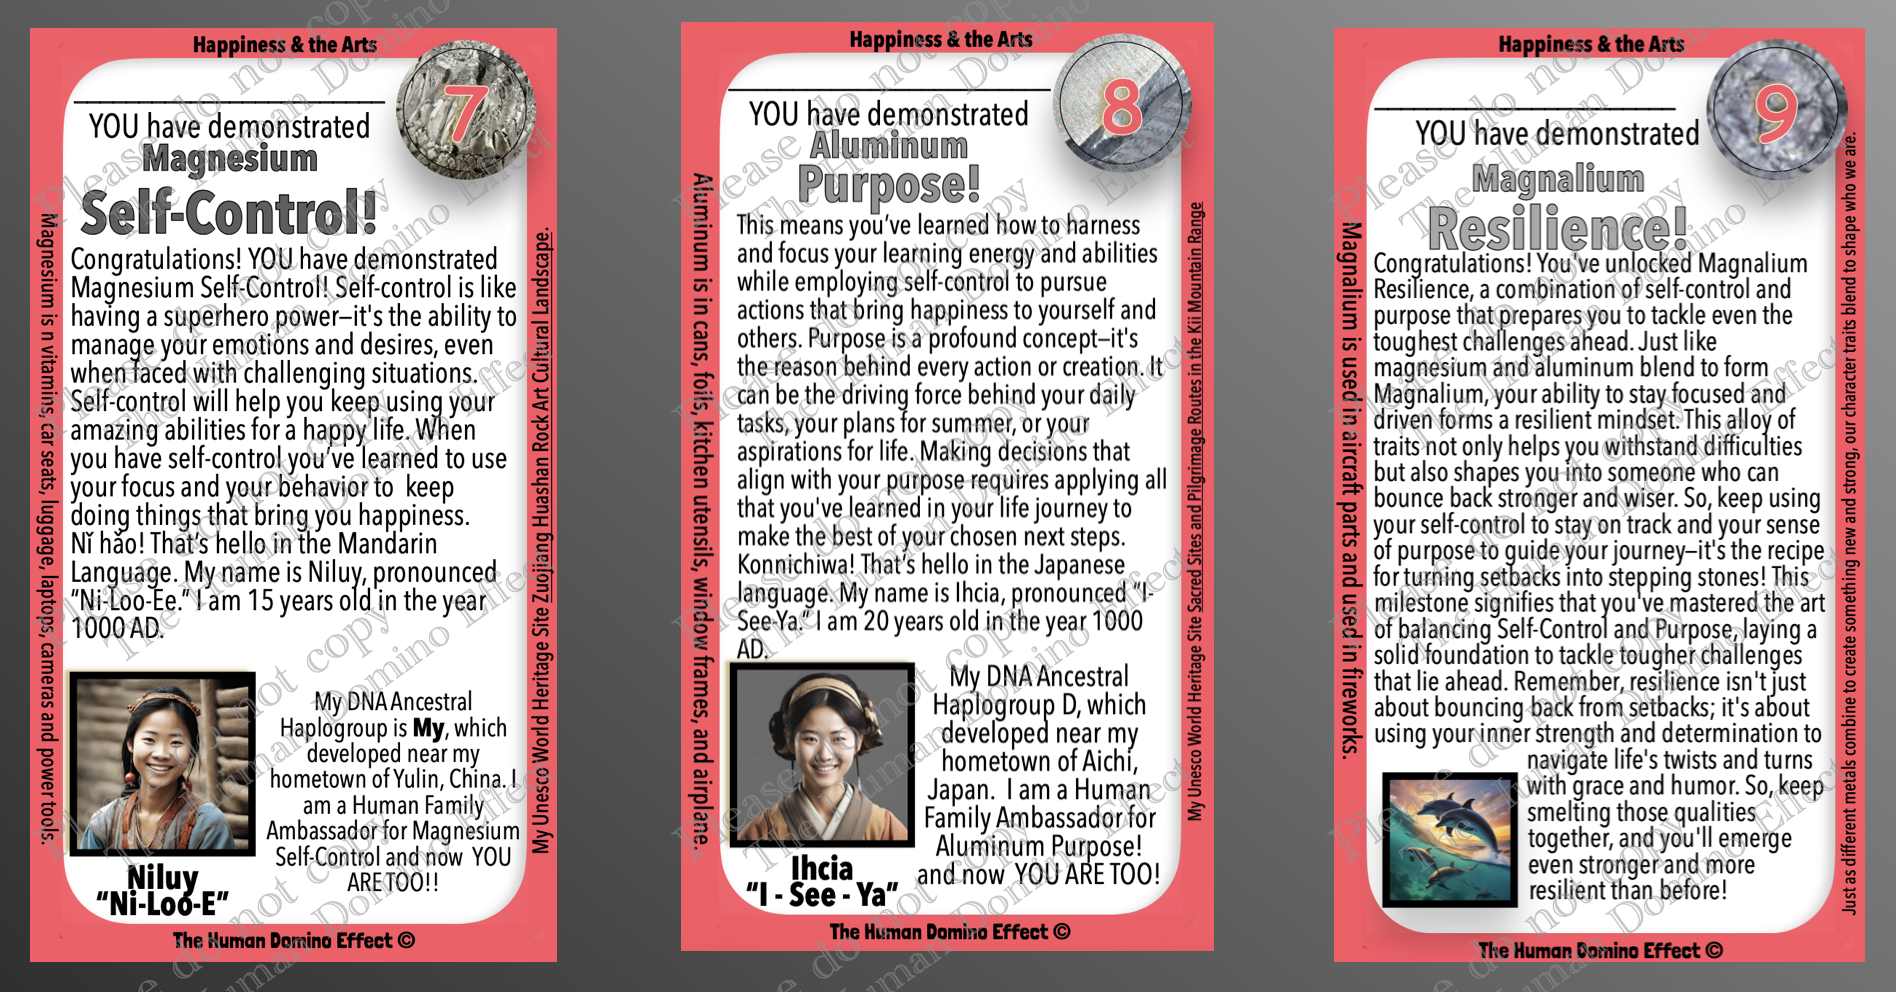 Happiness & the Arts
7
YOU have demonstrated
Magnesium
Self-Control!
Congratulations! YOU have demonstrated
Magnesium Self-Control! Self-control is like
having a superhero power—it's the ability to
manage your emotions and desires, even
when faced with challenging situations.
Self-control will help you keep using your
amazing abilities for a happy life. When
you have self-control you've learned to use
your focus and your behavior to keep
doing things that bring you happiness.
Nǐ hǎo! That's hello in the Mandarin
Language. My name is Niluy, pronounced
“Ni-Loo-Ee.” I am 15 years old in the year
1000 AD.
My DNA Ancestral
Haplogroup is My, which
developed near my
hometown of Yulin, China. I
am a Human Family
Ambassador for Magnesium
Self-Control and now YOU
ARE TOO!!
Niluy
“Ni-Loo-E”
Magnesium is n vitamins, car seats, luggage, laptops, cameras and power tools.
My Unesco World Heritage Site Zuojiang Huashan Rock Art Cultural Landscape.
The Human Domino Effect ©
Happiness & the Arts
8
YOU have demonstrated
Aluminum
Purpose!
This means you've learned how to harness
and focus your learning energy and abilities
while employing self-control to pursue
actions that bring happiness to yourself and
others. Purpose is a profound concept—it's
the reason behind every action or creation. It
can be the driving force behind your daily
tasks, your plans for summer, or your
aspirations for life. Making decisions that
align with your purpose requires applying all
that you've learned in your life journey to
make the best of your chosen next steps.
Konnichiwa! That's hello in the Japanese
language. My name is Ihcia, pronounced “I-
See-Ya.” I am 20 years old in the year 1000
AD.
My DNA Ancestral
Haplogroup D, which
developed near my
hometown of Aichi,
Japan. I am a Human
Family Ambassador for
Aluminum Purpose!
and now YOU ARE TOO!
Ihcia
“I - See - Ya”
Aluminum is in cans, foils, kitchen utensils, window frames, and airplane.
My Unesco World Heritage Site Sacred Sites and Pilgrimage Routes in the Kii Mountain Range
The Human Domino Effect ©
Happiness & the Arts
9
YOU have demonstrated
Magnalium
Resilience!
Congratulations! You've unlocked Magnalium
Resilience, a combination of self-control and
purpose that prepares you to tackle even the
toughest challenges ahead. Just like
magnesium and aluminum blend to form
Magnalium, your ability to stay focused and
driven forms a resilient mindset. This alloy of
traits not only helps you withstand difficulties
but also shapes you into someone who can
bounce back stronger and wiser. So, keep using
your self-control to stay on track and your sense
of purpose to guide your journey—it's the recipe
for turning setbacks into stepping stones! This
milestone signifies that you've mastered the art
of balancing Self-Control and Purpose, laying a
solid foundation to tackle tougher challenges
that lie ahead. Remember, resilience isn't just
about bouncing back from setbacks; it's about
using your inner strength and determination to
navigate life's twists and turns
with grace and humor. So, keep
smelting those qualities
together, and you'll emerge
even stronger and more
resilient than before!
Magnalium is used in aircraft parts and used in fireworks.
Just as different metals combine to create something new and strong, our character traits blend to shape who we are.
The Human Domino Effect ©
Please do not copy
The Human Domino Effect